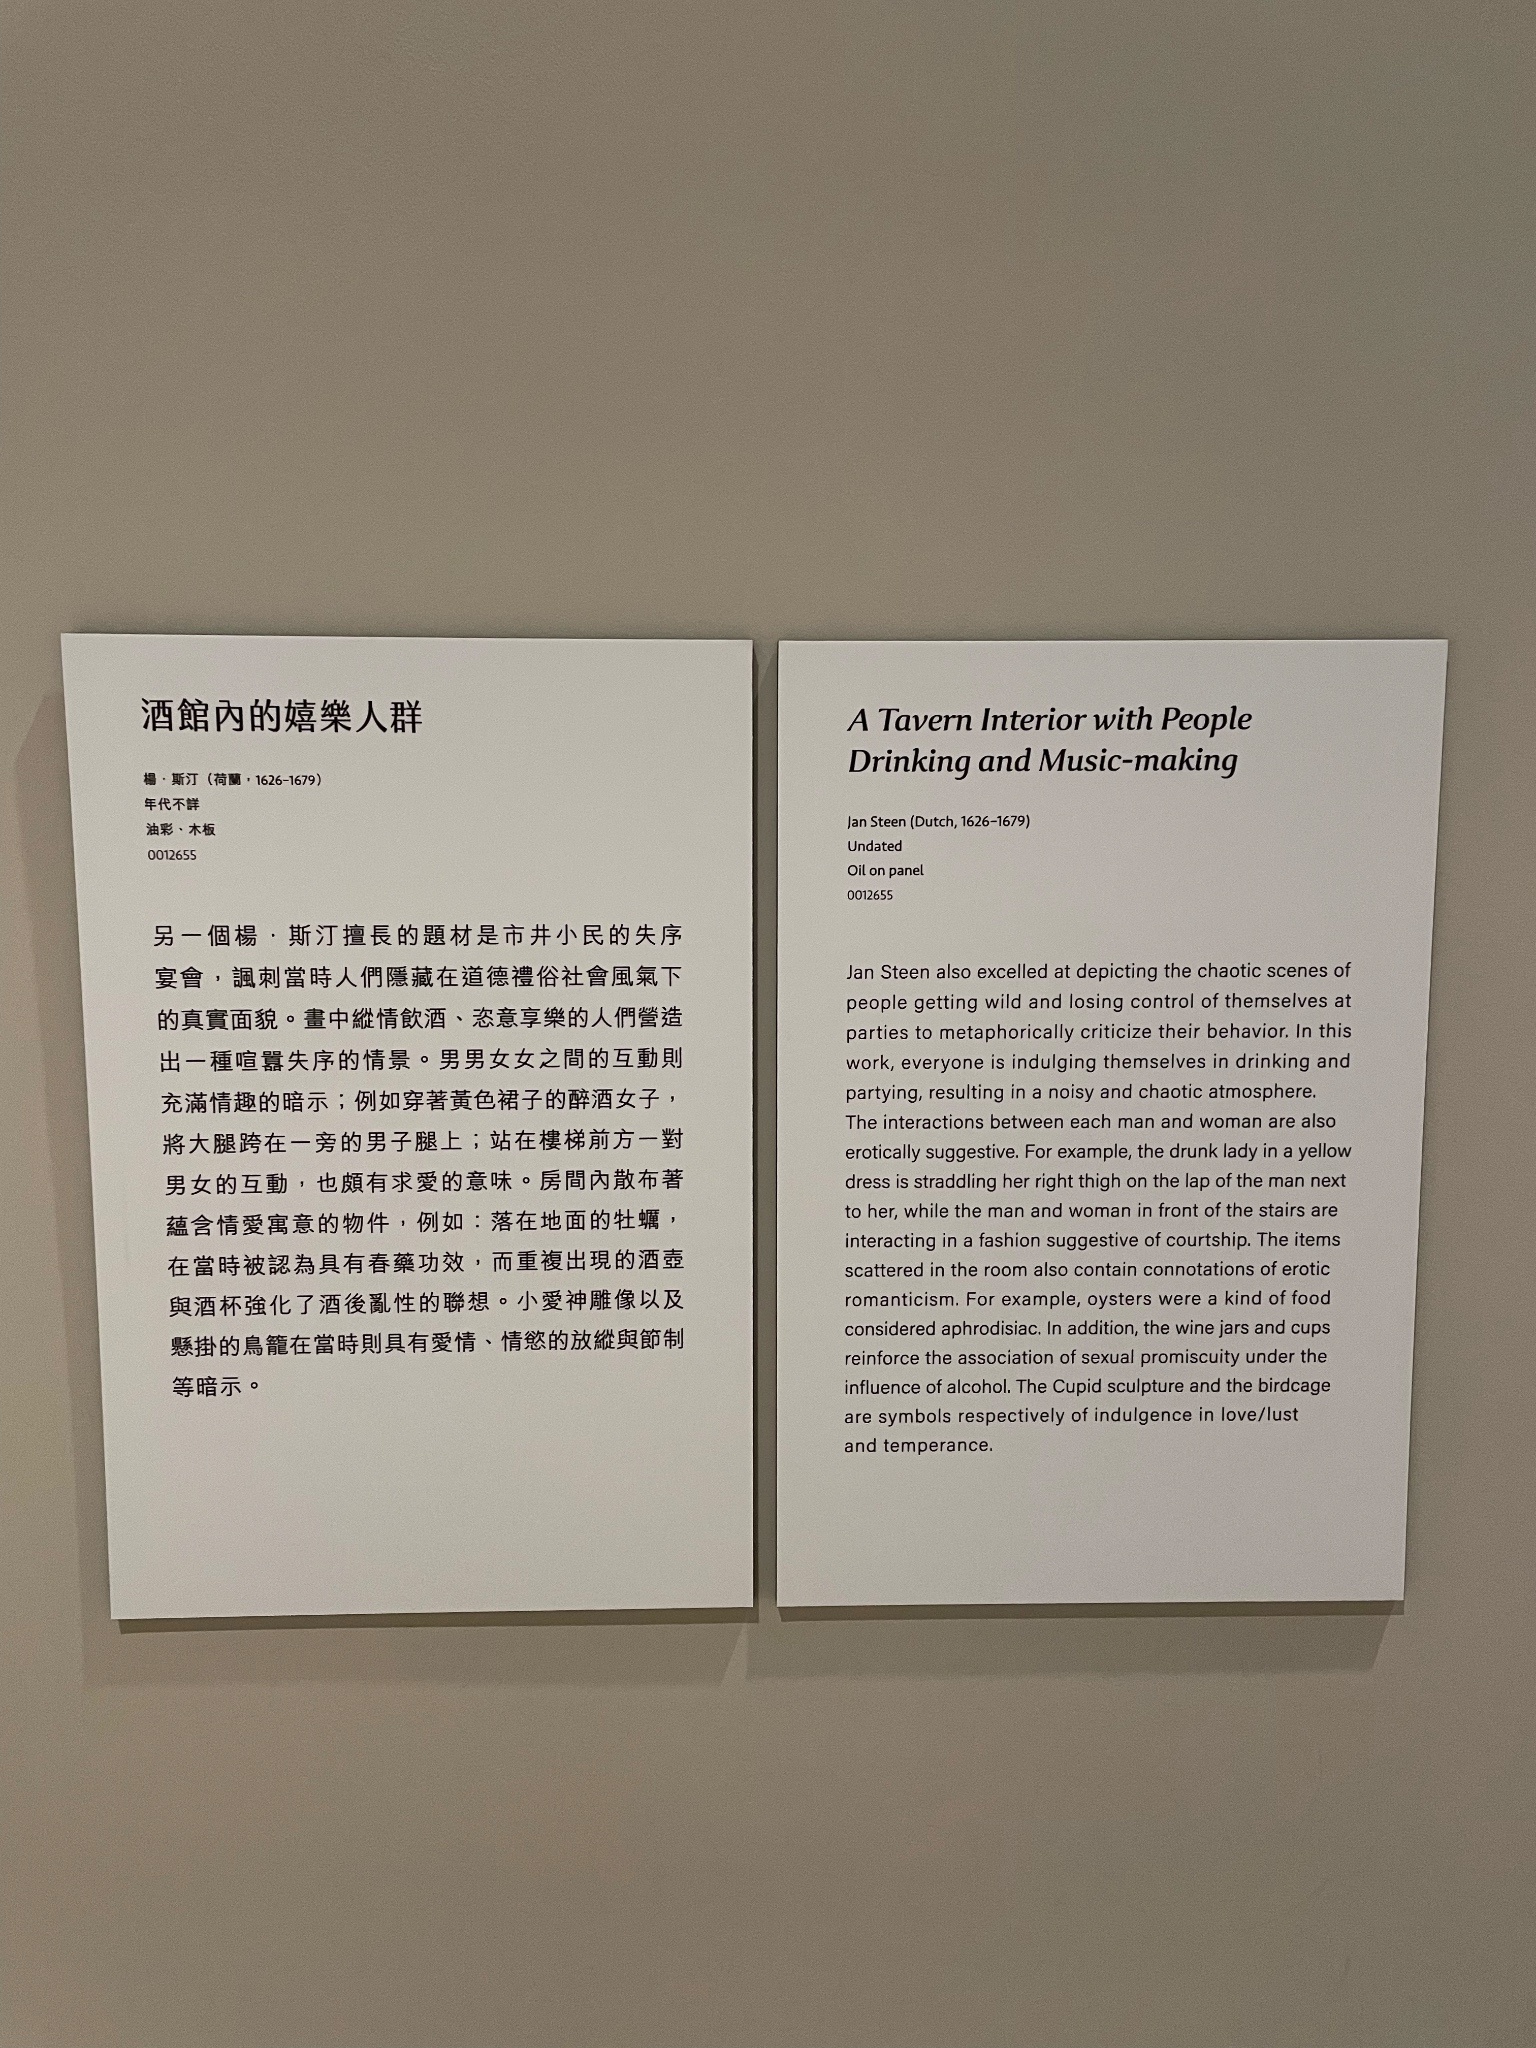 酒館內的嬉樂人群
楊．斯汀（荷蘭，1626–1679）
年代不詳
油彩、木板
0012655
另一個楊．斯汀擅長的題材是市井小民的失序
宴會，諷刺當時人們隱藏在道德禮俗社會風氣下
的真實面貌。畫中縱情飲酒、恣意享樂的人們營造
出一種喧囂失序的情景。男男女女之間的互動則
充滿情趣的暗示；例如穿著黃色裙子的醉酒女子，
將大腿跨在一旁的男子腿上；站在樓梯前方一對
男女的互動，也頗有求愛的意味。房間內散布著
蘊含情愛寓意的物件，例如：落在地面的牡蠣，
在當時被認為具有春藥功效，而重複出現的酒壺
與酒杯強化了酒後亂性的聯想。小愛神雕像以及
懸掛的鳥籠在當時則具有愛情、情慾的放縱與節制
等暗示。
A Tavern Interior with People
Drinking and Music-making
Jan Steen (Dutch, 1626–1679)
Undated
Oil on panel
0012655
Jan Steen also excelled at depicting the chaotic scenes of
people getting wild and losing control of themselves at
parties to metaphorically criticize their behavior. In this
work, everyone is indulging themselves in drinking and
partying, resulting in a noisy and chaotic atmosphere.
The interactions between each man and woman are also
erotically suggestive. For example, the drunk lady in a yellow
dress is straddling her right thigh on the lap of the man next
to her, while the man and woman in front of the stairs are
interacting in a fashion suggestive of courtship. The items
scattered in the room also contain connotations of erotic
romanticism. For example, oysters were a kind of food
considered aphrodisiac. In addition, the wine jars and cups
reinforce the association of sexual promiscuity under the
influence of alcohol. The Cupid sculpture and the birdcage
are symbols respectively of indulgence in love/lust
and temperance.